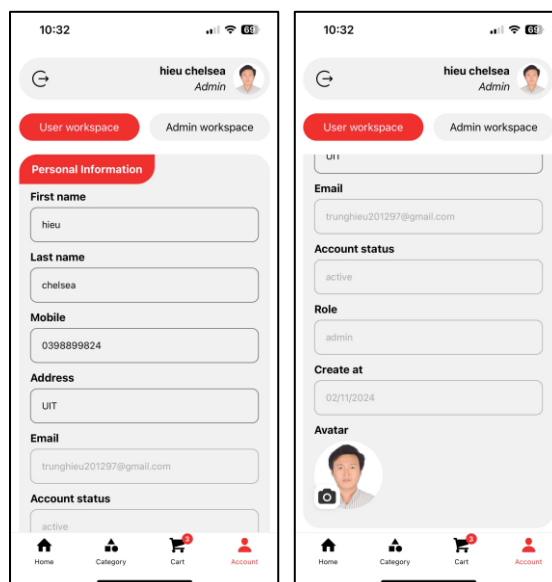 10:32
69
hieu chelsea
Admin
User workspace
Admin workspace
Personal Information
First name
hieu
Last name
chelsea
Mobile
0398899824
Address
UIT
Email
trunghieu201297@gmail.com
Account status
active
Home
Category
3
Cart
Account
10:32
69
hieu chelsea
Admin
User workspace
Admin workspace
UIT
Email
trunghieu201297@gmail.com
Account status
active
Role
admin
Create at
02/11/2024
Avatar
Home
Category
3
Cart
Account